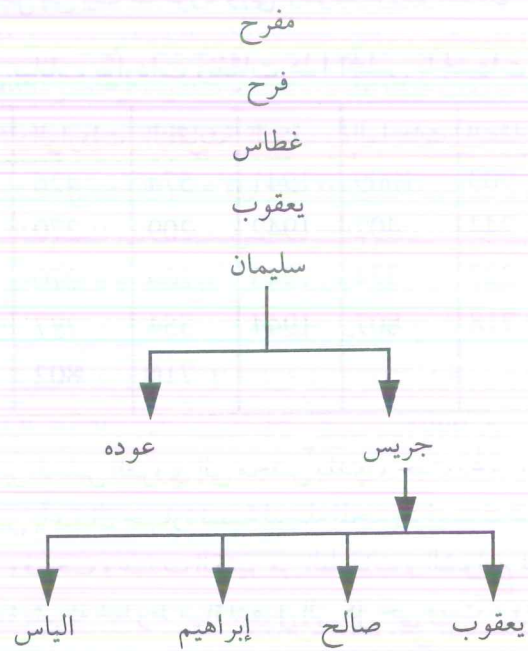 مفرح
فرح
غطاس
يعقوب
سليمان
جريس عوده
يعقوب صالح إبراهيم الياس